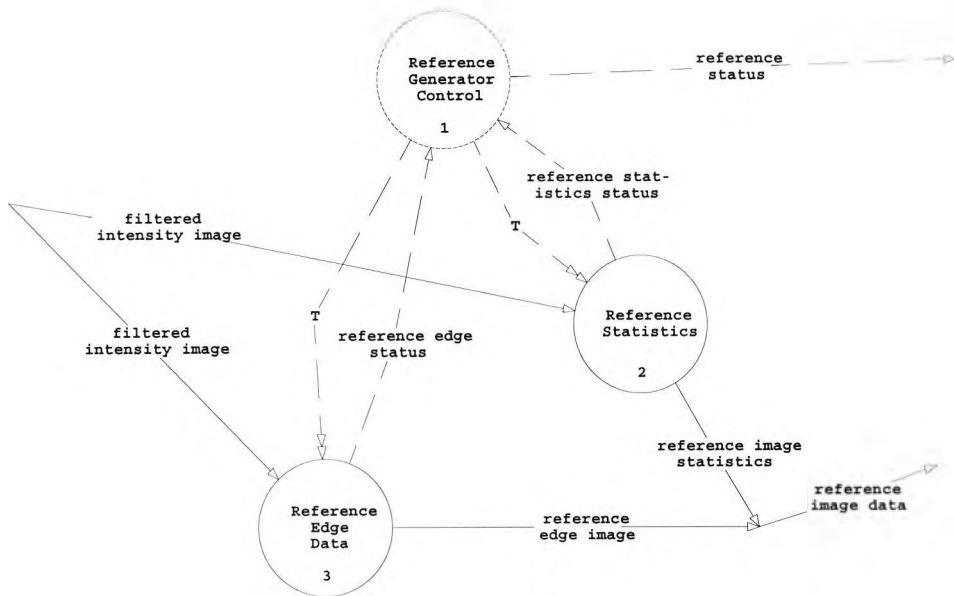 Reference
Generator
Control
1
reference
status
reference stat-
istics status
T
filtered
intensity image
T
filtered
intensity image
reference edge
status
Reference
Statistics
2
reference image
statistics
reference
image data
Reference
Edge
Data
3
reference
edge image